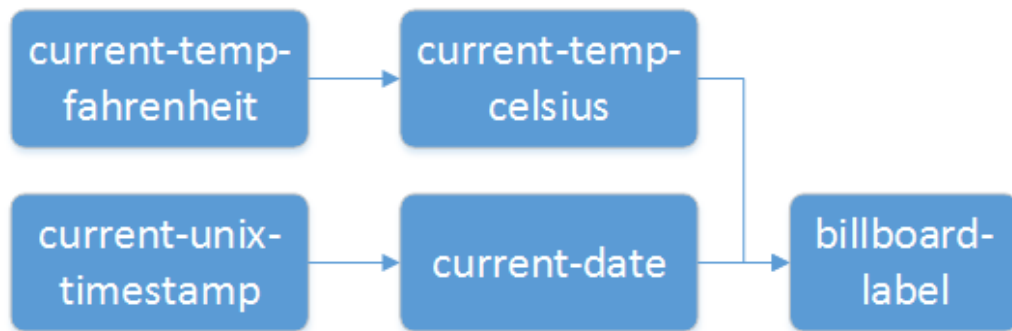 current-temp-
fahrenheit
current-temp-
celsius
current-unix-
timestamp
current-date
billboard-
label